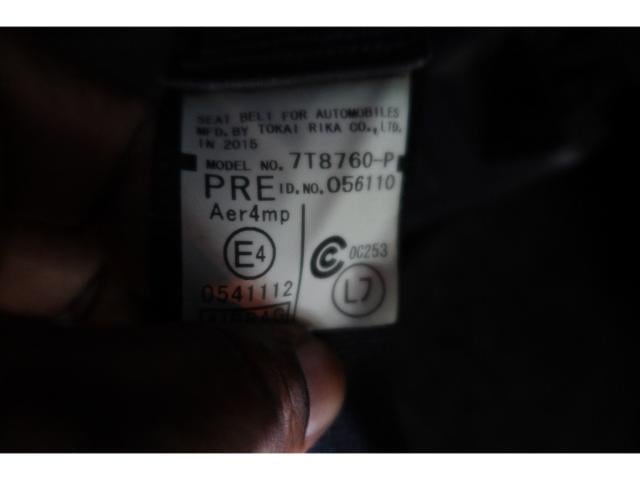 SEAT BELT FOR AUTOMOBILES
MFD. BY TOKAI RIKA CO., LTD.
IN 2015
MODEL NO. 7T8760-P
PRE ID.NO. 056110
Aer4mp
E4
0C253
0541112
L7